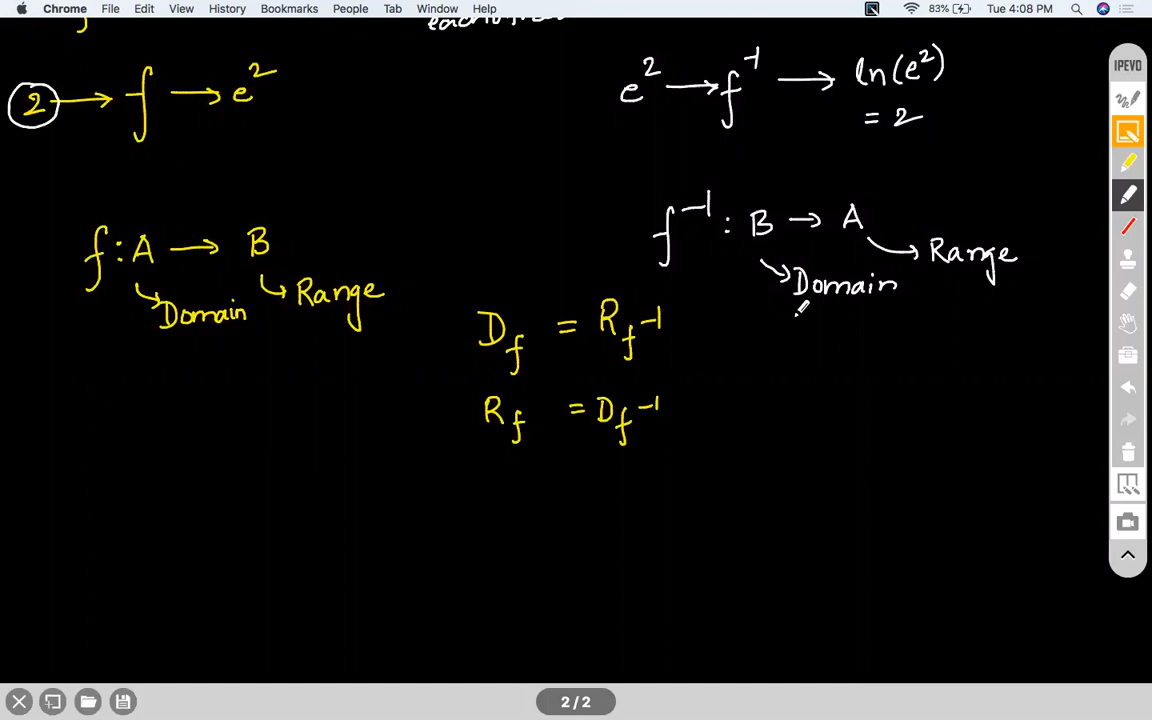 Chrome File Edit View History Bookmarks People Tab Window Help 83% Tue 4:08 PM
IPEVO
2 → f → e²
e² → f⁻¹ → ln(e²)
= 2
f : A → B
Domain
Range
f⁻¹ : B → A
Domain
Range
D_f = R_f⁻¹
R_f = D_f⁻¹
2 / 2